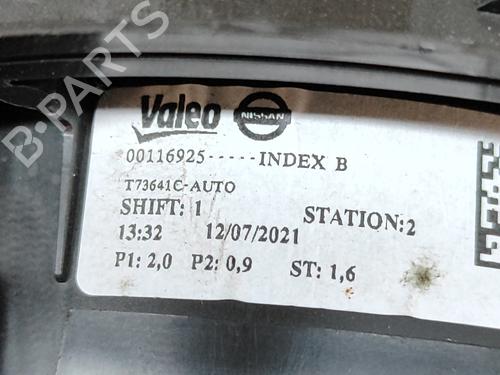 B-PARTS
Valeo NISSAN
00116925-----INDEX B
T73641C-AUTO
SHIFT: 1 STATION:2
13:32 12/07/2021
P1: 2,0 P2: 0,9 ST: 1,6